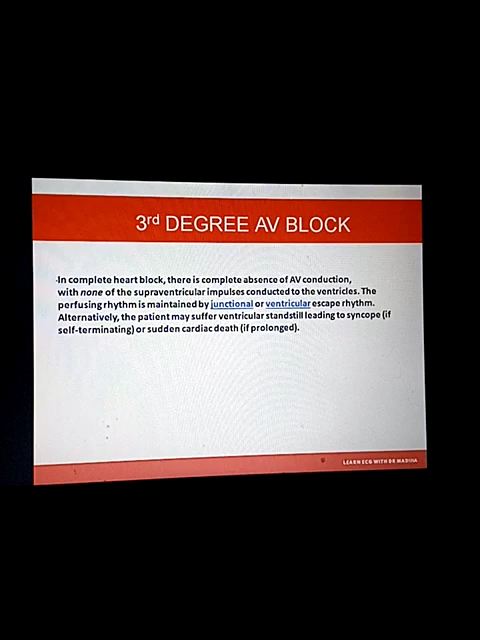 3rd DEGREE AV BLOCK
·In complete heart block, there is complete absence of AV conduction,
with none of the supraventricular impulses conducted to the ventricles. The
perfusing rhythm is maintained by junctional or ventricular escape rhythm.
Alternatively, the patient may suffer ventricular standstill leading to syncope (if
self-terminating) or sudden cardiac death (if prolonged).
LEARN ECG WITH DR MADIHA